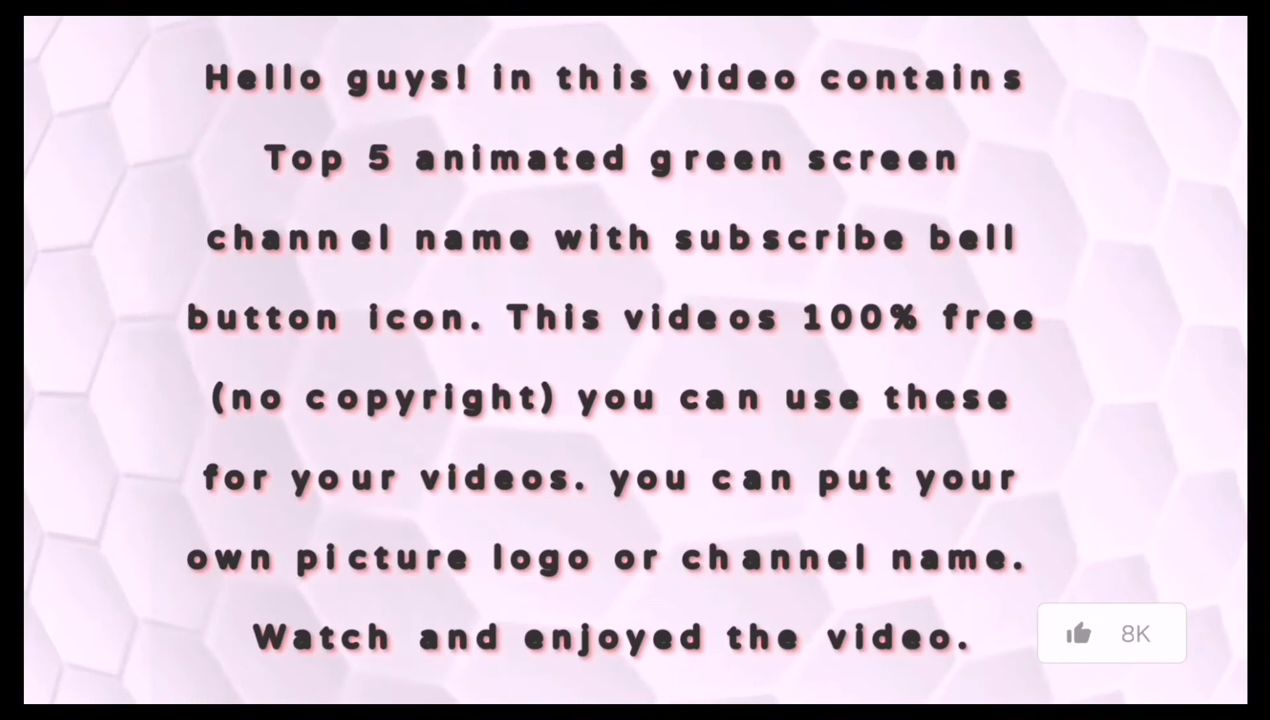 Hello guys! in this video contains
Top 5 animated green screen
channel name with subscribe bell
button icon. This videos 100% free
(no copyright) you can use these
for your videos. you can put your
own picture logo or channel name.
Watch and enjoyed the video.
8K